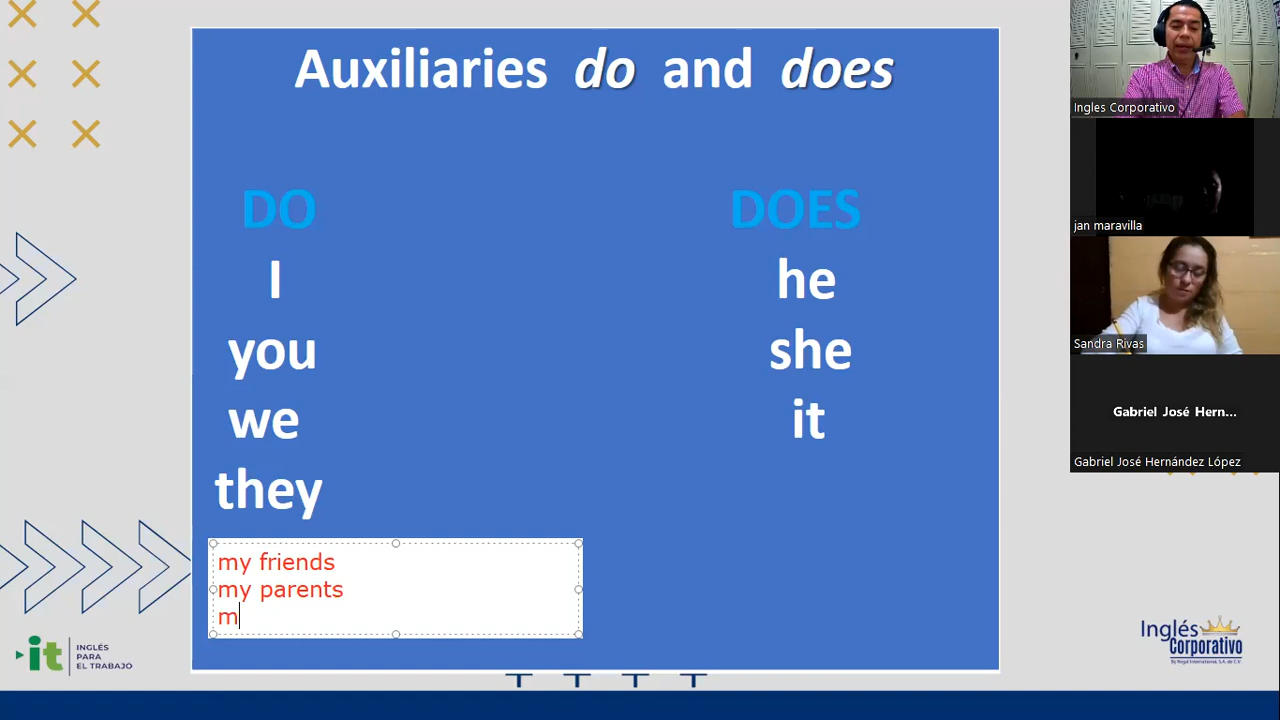 Auxiliaries do and does
DO
I
you
we
they
my friends
my parents
m
DOES
he
she
it
it
INGLÉS
PARA
EL TRABAJO
Inglés
Corporativo
Ingles Corporativo
jan maravilla
Sandra Rivas
Gabriel José Hern...
Gabriel José Hernández López